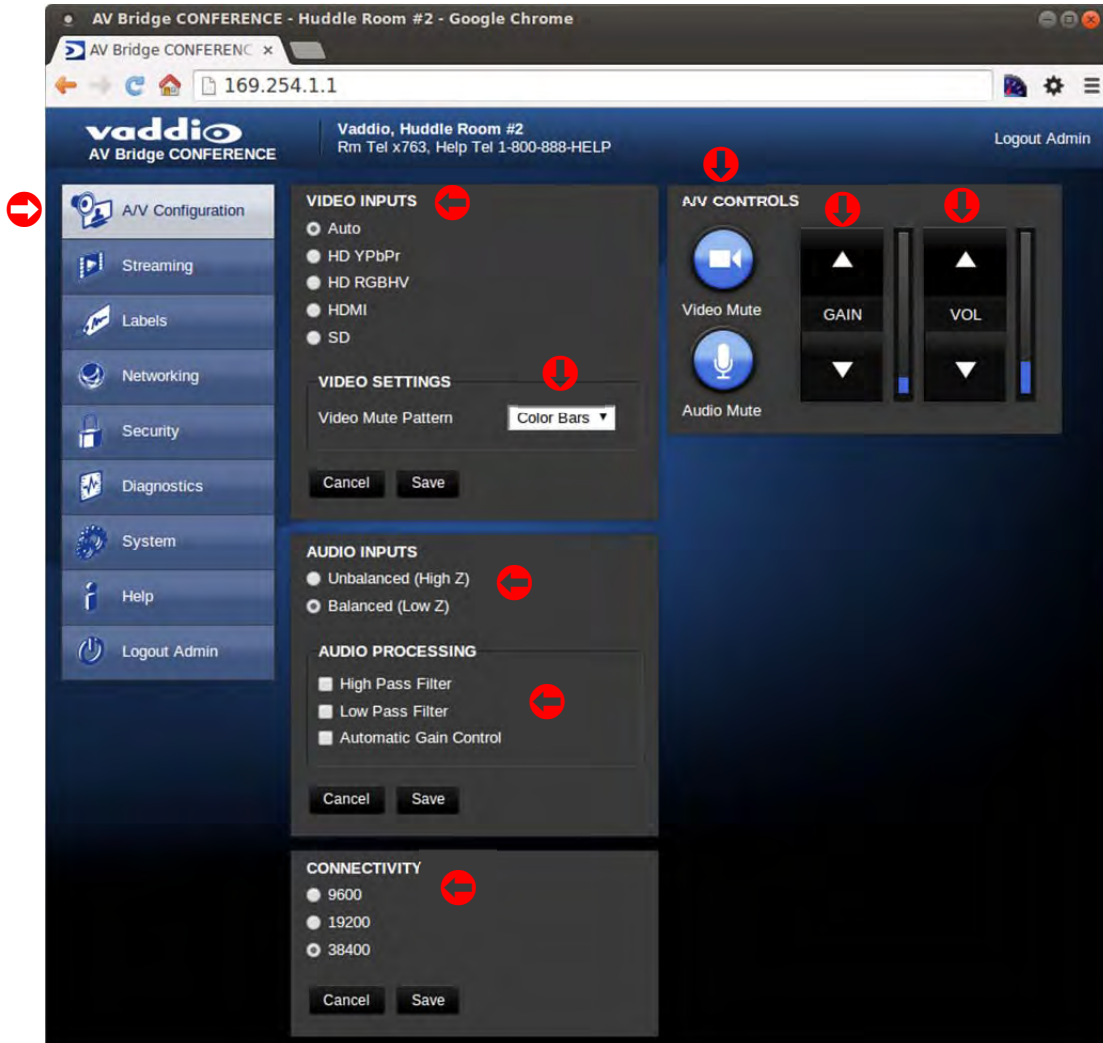 AV Bridge CONFERENCE - Huddle Room #2 - Google Chrome
AV Bridge CONFERENC ×
169.254.1.1
vaddio
AV Bridge CONFERENCE
Vaddio, Huddle Room #2
Rm Tel x763, Help Tel 1-800-888-HELP
Logout Admin
A/V Configuration
Streaming
Labels
Networking
Security
Diagnostics
System
Help
Logout Admin
VIDEO INPUTS
Auto
HD YPbPr
HD RGBHV
HDMI
SD
VIDEO SETTINGS
Video Mute Pattern Color Bars
Cancel Save
AUDIO INPUTS
Unbalanced (High Z)
Balanced (Low Z)
AUDIO PROCESSING
High Pass Filter
Low Pass Filter
Automatic Gain Control
Cancel Save
CONNECTIVITY
9600
19200
38400
Cancel Save
A/V CONTROLS
Video Mute
GAIN
VOL
Audio Mute